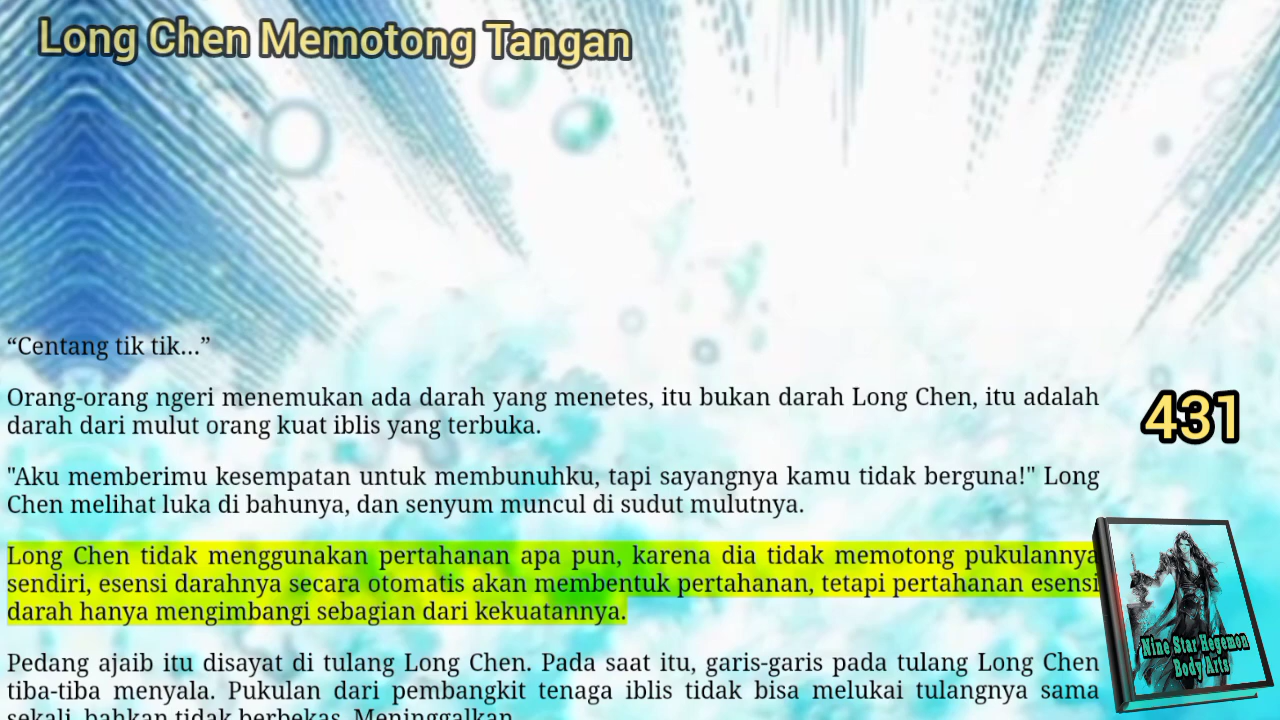 Long Chen Memotong Tangan
“Centang tik tik...”
Orang-orang ngeri menemukan ada darah yang menetes, itu bukan darah Long Chen, itu adalah
darah dari mulut orang kuat iblis yang terbuka.
431
"Aku memberimu kesempatan untuk membunuhku, tapi sayangnya kamu tidak berguna!" Long
Chen melihat luka di bahunya, dan senyum muncul di sudut mulutnya.
Long Chen tidak menggunakan pertahanan apa pun, karena dia tidak memotong pukulannya
sendiri, esensi darahnya secara otomatis akan membentuk pertahanan, tetapi pertahanan esensi
darah hanya mengimbangi sebagian dari kekuatannya.
Nine Star Hegemon
Body Arts
Pedang ajaib itu disayat di tulang Long Chen. Pada saat itu, garis-garis pada tulang Long Chen
tiba-tiba menyala. Pukulan dari pembangkit tenaga iblis tidak bisa melukai tulangnya sama
sekali, bahkan tidak berbekas. Meninggalkan.